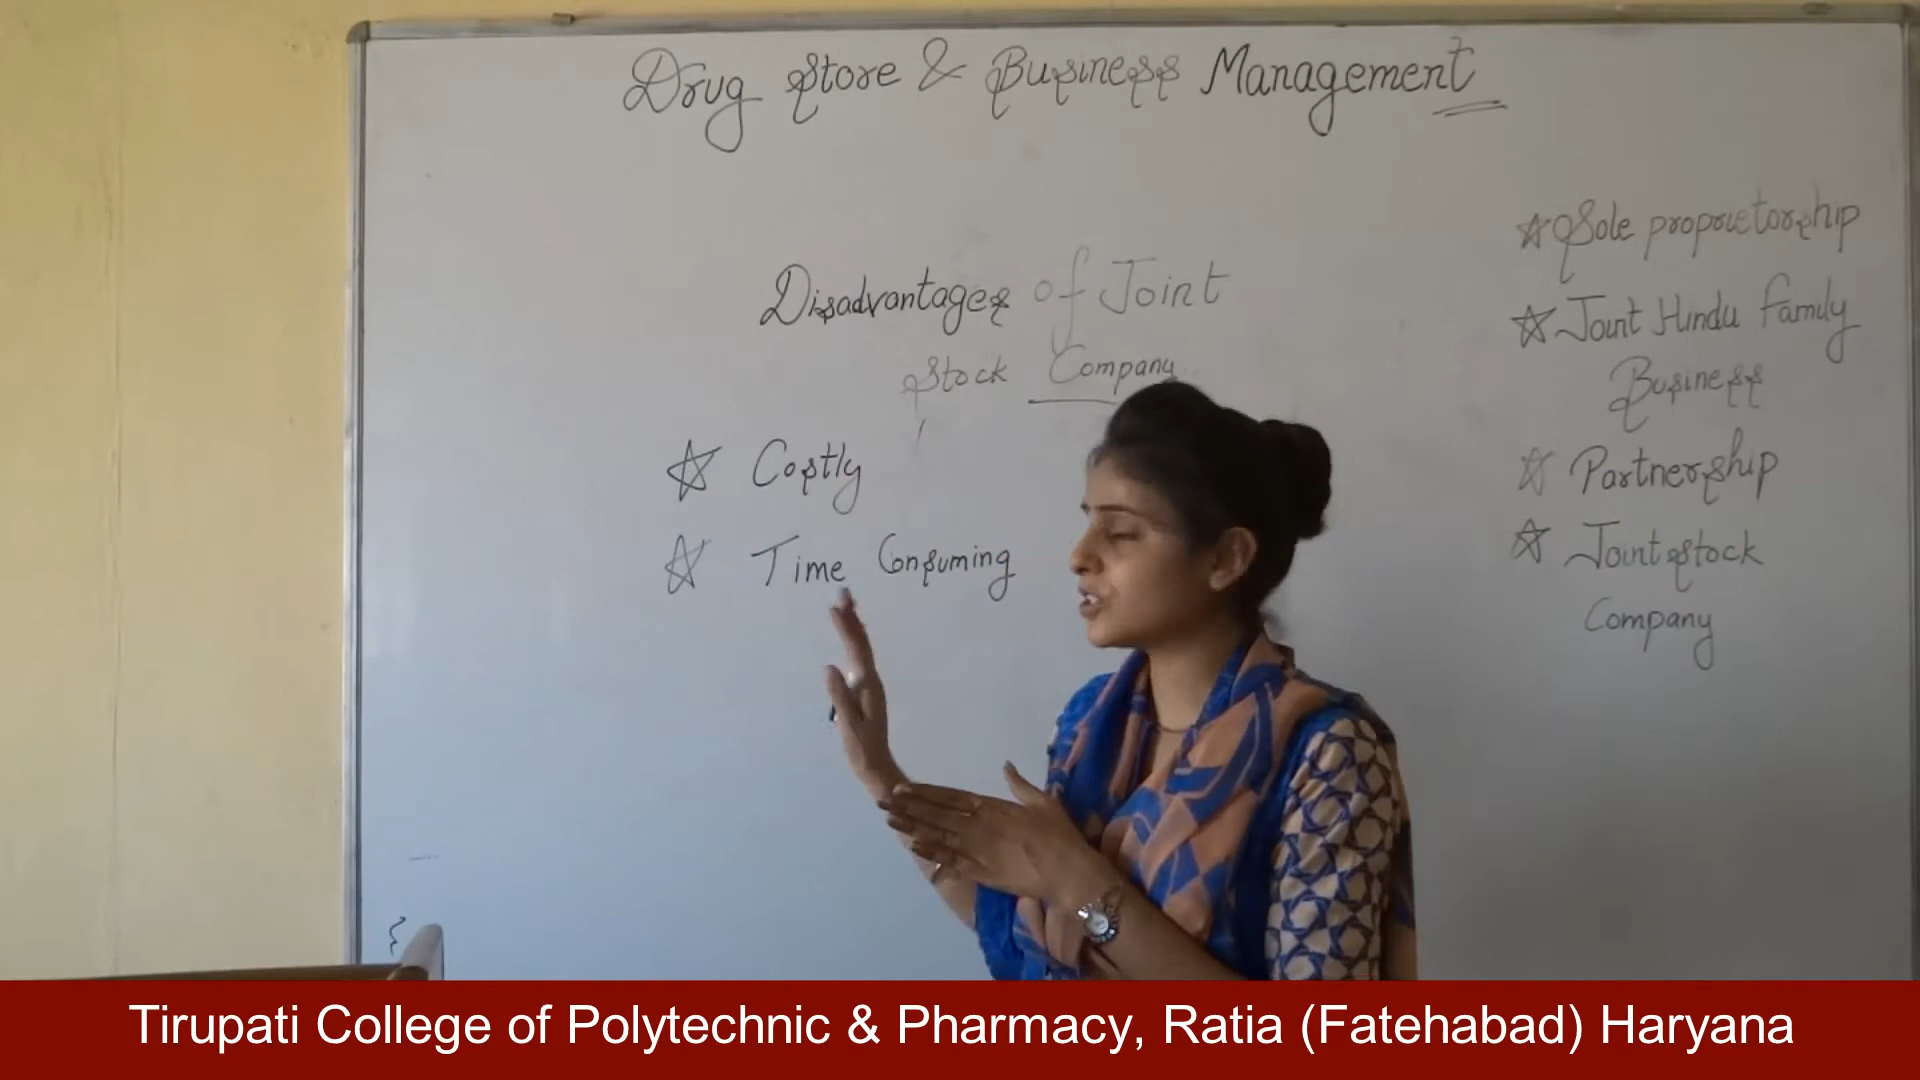 Drug Store & Business Management
Disadvantages of Joint
Stock Company
☆ Costly
☆ Time Consuming
☆ Sole proprietorship
☆ Joint Hindu Family
Business
☆ Partnership
☆ Joint stock
Company
Tirupati College of Polytechnic & Pharmacy, Ratia (Fatehabad) Haryana